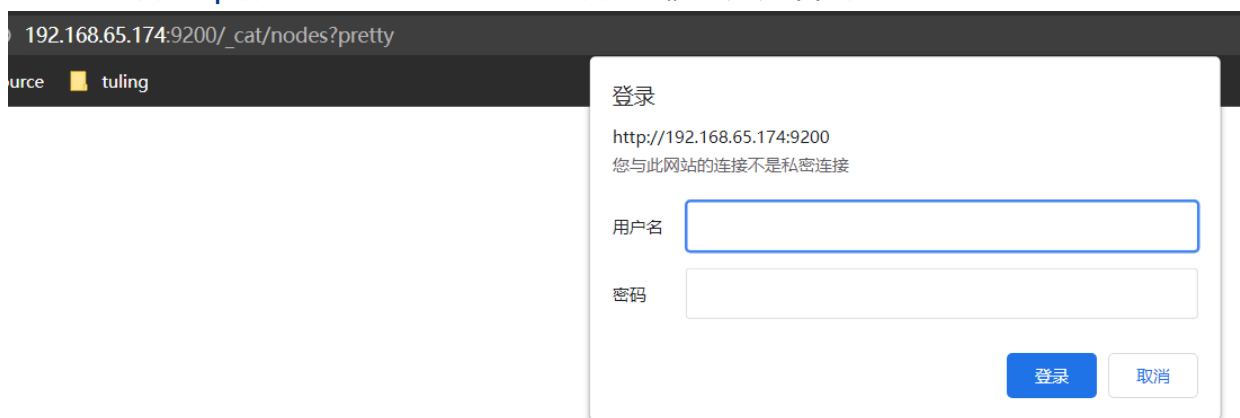 192.168.65.174:9200/_cat/nodes?pretty
urce tuling
登录
http://192.168.65.174:9200
您与此网站的连接不是私密连接
用户名
密码
登录 取消